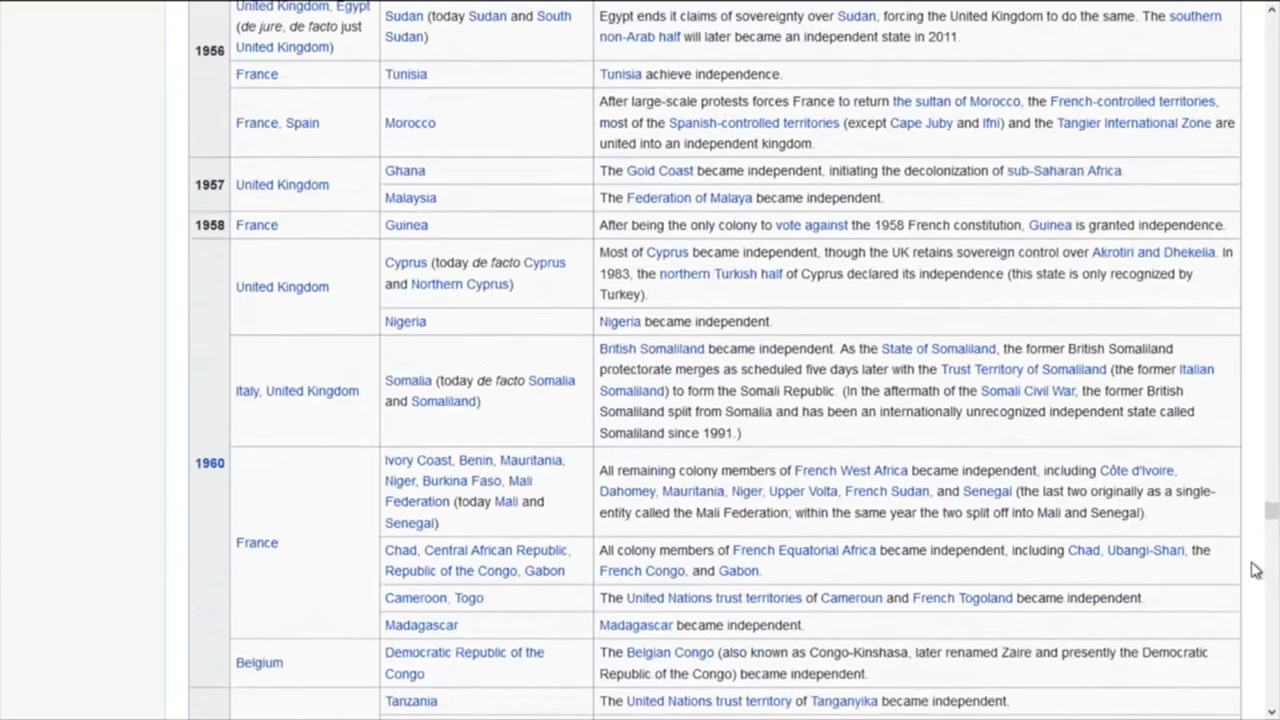 United Kingdom, Egypt
(de jure, de facto just
United Kingdom)
Sudan (today Sudan and South
Sudan)
Egypt ends it claims of sovereignty over Sudan, forcing the United Kingdom to do the same. The southern
non-Arab half will later became an independent state in 2011.
1956
France
Tunisia
Tunisia achieve independence.
France, Spain
Morocco
After large-scale protests forces France to return the sultan of Morocco, the French-controlled territories,
most of the Spanish-controlled territories (except Cape Juby and Ifni) and the Tangier International Zone are
united into an independent kingdom.
1957
United Kingdom
Ghana
The Gold Coast became independent, initiating the decolonization of sub-Saharan Africa.
Malaysia
The Federation of Malaya became independent.
1958
France
Guinea
After being the only colony to vote against the 1958 French constitution, Guinea is granted independence.
United Kingdom
Cyprus (today de facto Cyprus
and Northern Cyprus)
Most of Cyprus became independent, though the UK retains sovereign control over Akrotiri and Dhekelia. In
1983, the northern Turkish half of Cyprus declared its independence (this state is only recognized by
Turkey).
Nigeria
Nigeria became independent.
Italy, United Kingdom
Somalia (today de facto Somalia
and Somaliland)
British Somaliland became independent. As the State of Somaliland, the former British Somaliland
protectorate merges as scheduled five days later with the Trust Territory of Somaliland (the former Italian
Somaliland) to form the Somali Republic. (In the aftermath of the Somali Civil War, the former British
Somaliland split from Somalia and has been an internationally unrecognized independent state called
Somaliland since 1991.)
1960
France
Ivory Coast, Benin, Mauritania,
Niger, Burkina Faso, Mali
Federation (today Mali and
Senegal)
All remaining colony members of French West Africa became independent, including Côte d'Ivoire,
Dahomey, Mauritania, Niger, Upper Volta, French Sudan, and Senegal (the last two originally as a single-
entity called the Mali Federation; within the same year the two split off into Mali and Senegal).
Chad, Central African Republic,
Republic of the Congo, Gabon
All colony members of French Equatorial Africa became independent, including Chad, Ubangi-Shari, the
French Congo, and Gabon.
Cameroon, Togo
The United Nations trust territories of Cameroun and French Togoland became independent.
Madagascar
Madagascar became independent.
Belgium
Democratic Republic of the
Congo
The Belgian Congo (also known as Congo-Kinshasa, later renamed Zaire and presently the Democratic
Republic of the Congo) became independent.
Tanzania
The United Nations trust territory of Tanganyika became independent.